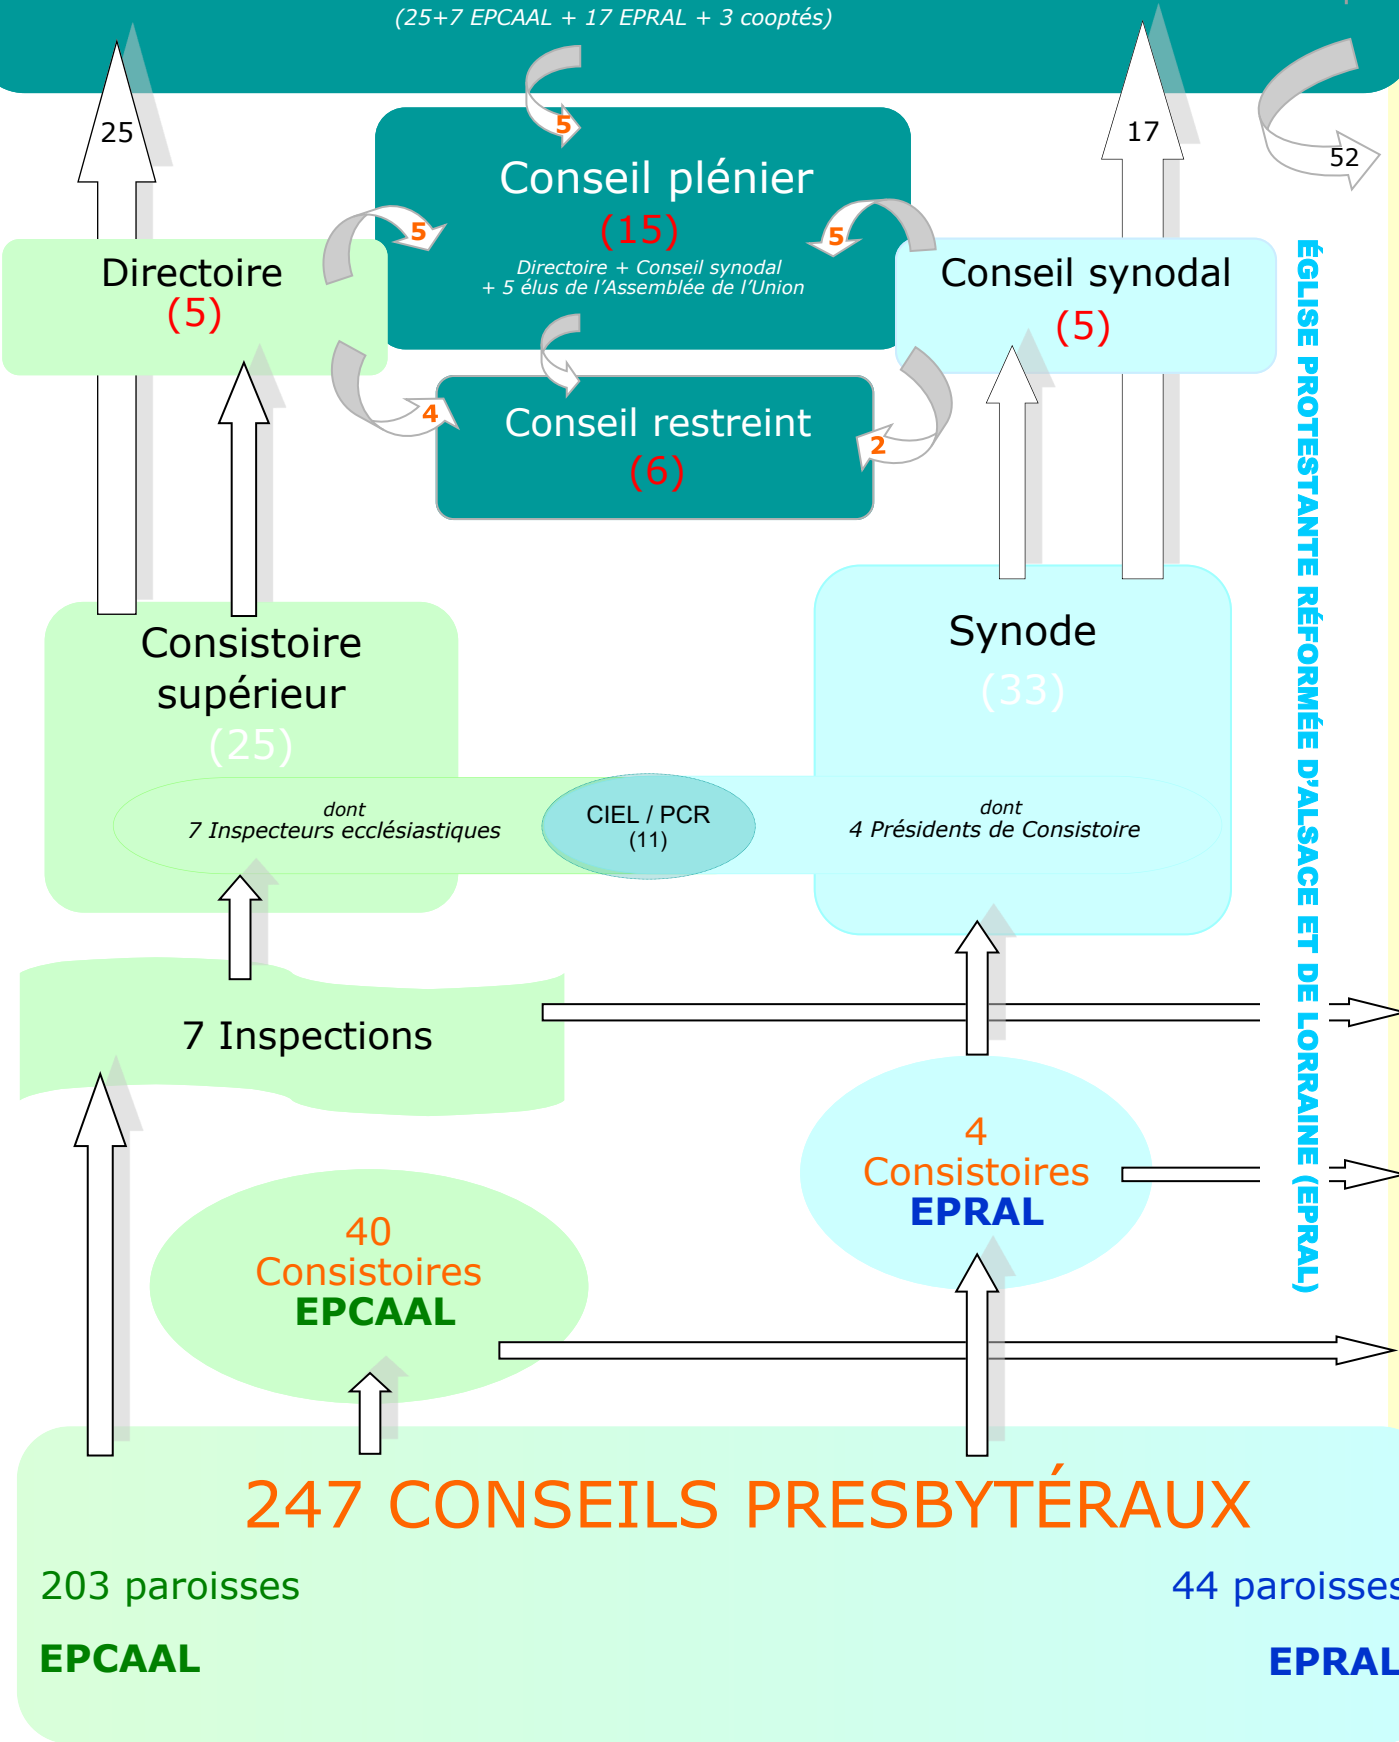 (25+7 EPCAAL + 17 EPRAL + 3 cooptés)
25
5
17
52
Conseil plénier
(15)
Directoire + Conseil synodal
+ 5 élus de l'Assemblée de l'Union
5
5
Directoire
(5)
Conseil synodal
(5)
4
Conseil restreint
(6)
2
ÉGLISE PROTESTANTE RÉFORMÉE D'ALSACE ET DE LORRAINE (EPRAL)
Consistoire
supérieur
(25)
Synode
(33)
dont
7 Inspecteurs ecclésiastiques
CIEL / PCR
(11)
dont
4 Présidents de Consistoire
7 Inspections
4
Consistoires
EPRAL
40
Consistoires
EPCAAL
247 CONSEILS PRESBYTÉRAUX
203 paroisses
44 paroisses
EPCAAL
EPRAL